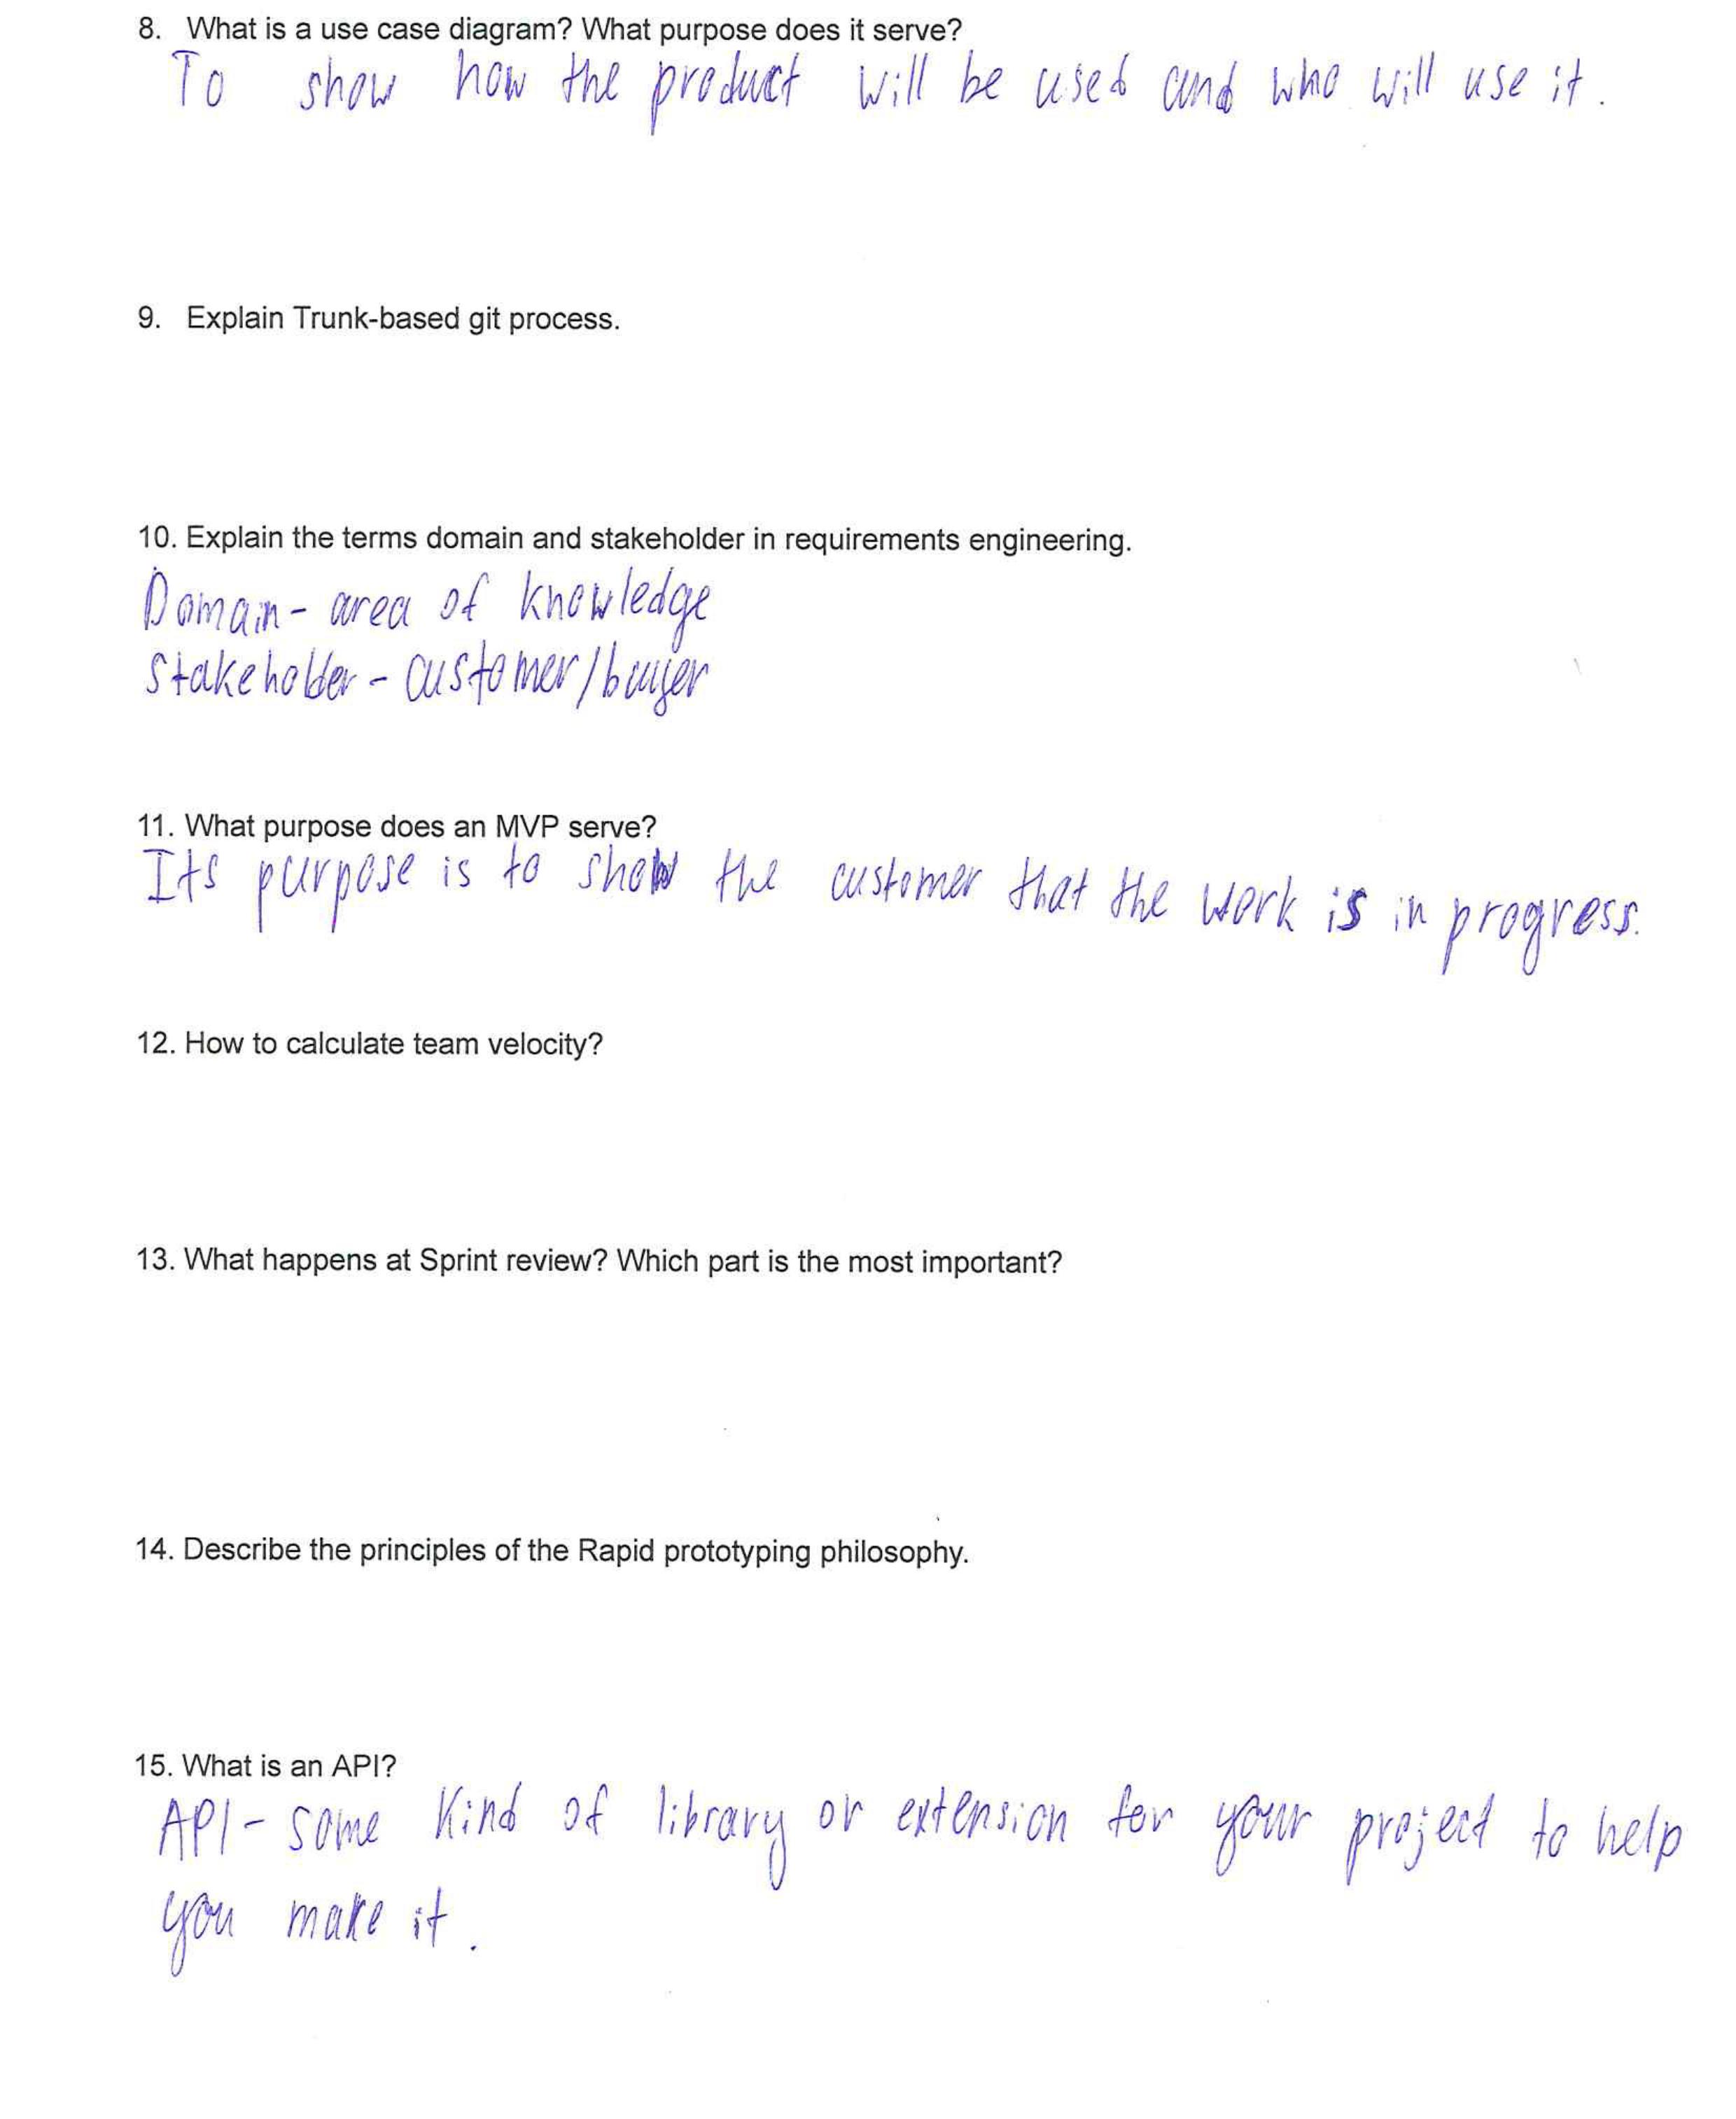 8. What is a use case diagram? What purpose does it serve?
To show how the product will be used and who will use it.
9. Explain Trunk-based git process.
10. Explain the terms domain and stakeholder in requirements engineering.
Domain - area of knowledge
Stakeholder - customer/buyer
11. What purpose does an MVP serve?
Its purpose is to show the customer that the work is in progress.
12. How to calculate team velocity?
13. What happens at Sprint review? Which part is the most important?
14. Describe the principles of the Rapid prototyping philosophy.
15. What is an API?
API - some kind of library or extension for your project to help
you make it.